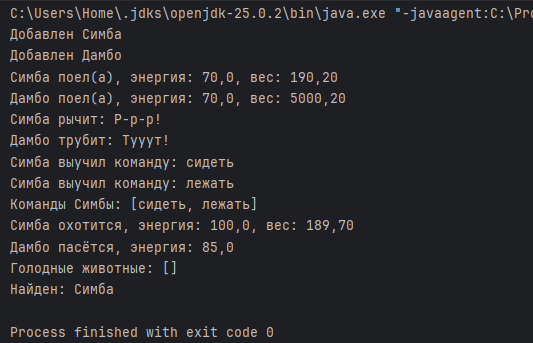 C:\Users\Home\.jdks\openjdk-25.0.2\bin\java.exe "-javaagent:C:\Pro
Добавлен Симба
Добавлен Дамбо
Симба поел(а), энергия: 70,0, вес: 190,20
Дамбо поел(а), энергия: 70,0, вес: 5000,20
Симба рычит: Р-р-р!
Дамбо трубит: Тууут!
Симба выучил команду: сидеть
Симба выучил команду: лежать
Команды Симбы: [сидеть, лежать]
Симба охотится, энергия: 100,0, вес: 189,70
Дамбо пасётся, энергия: 85,0
Голодные животные: []
Найден: Симба
Process finished with exit code 0